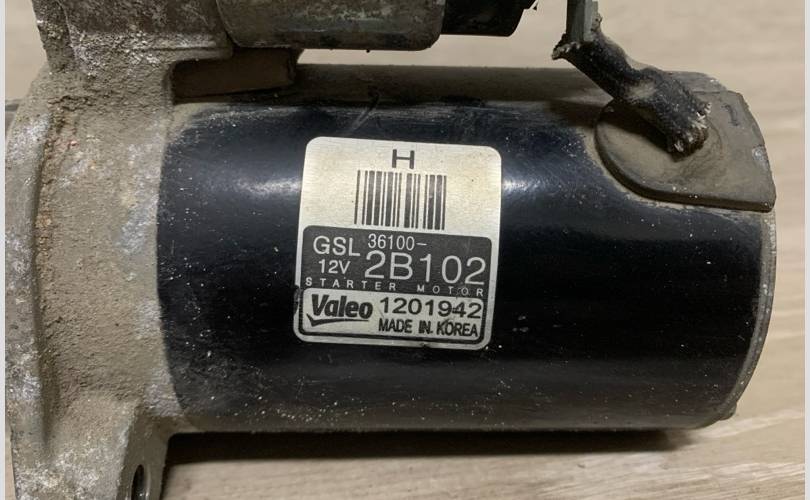 H
GSL 36100-
12V 2B102
STARTER MOTOR
Valeo 1201942
MADE IN KOREA